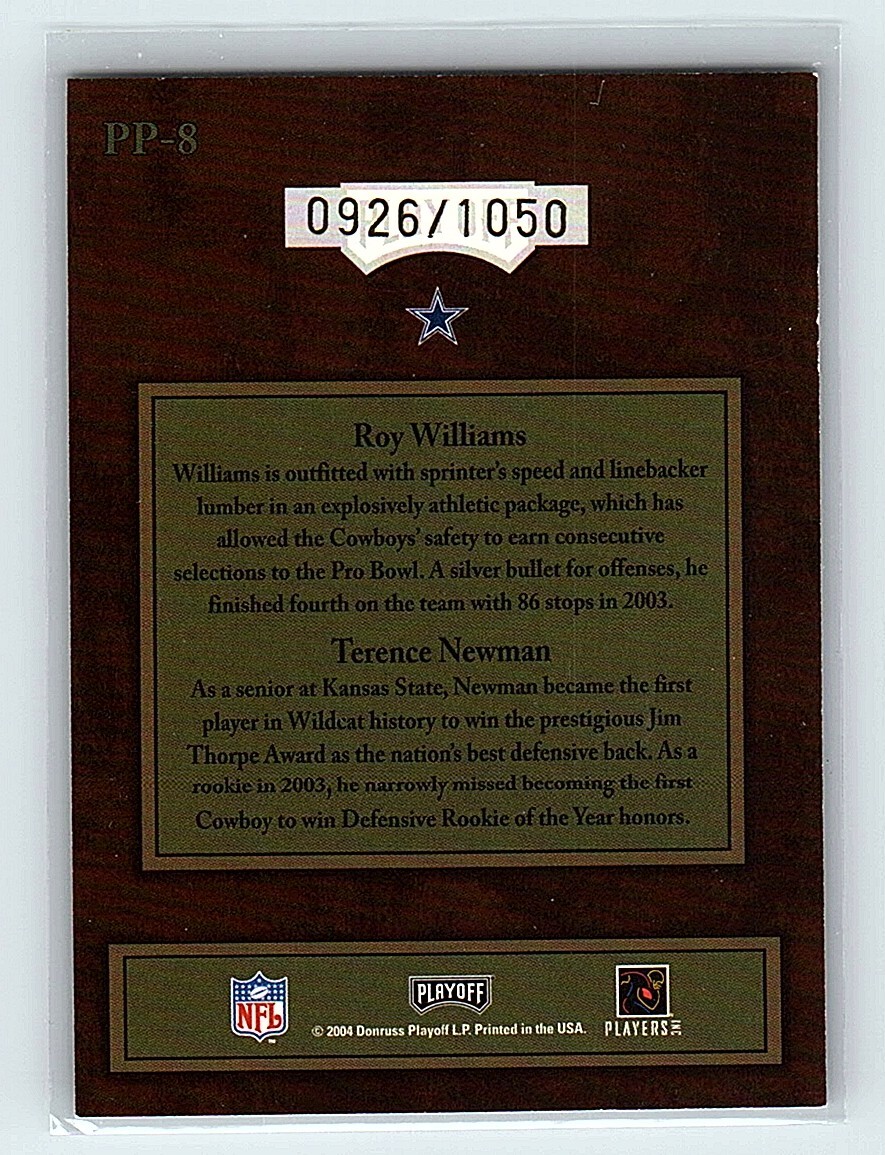 PP-8
0926/1050
Roy Williams
Williams is outfitted with sprinter's speed and linebacker
lumber in an explosively athletic package, which has
allowed the Cowboys' safety to earn consecutive
selections to the Pro Bowl. A silver bullet for offenses, he
finished fourth on the team with 86 stops in 2003.
Terence Newman
As a senior at Kansas State, Newman became the first
player in Wildcat history to win the prestigious Jim
Thorpe Award as the nation's best defensive back. As a
rookie in 2003, he narrowly missed becoming the first
Cowboy to win Defensive Rookie of the Year honors.
NFL
PLAYOFF
© 2004 Donruss Playoff L.P. Printed in the USA.
PLAYERS INC